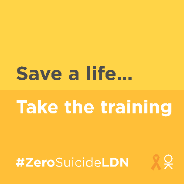 Save a life...
Take the training
#ZeroSuicideLDN